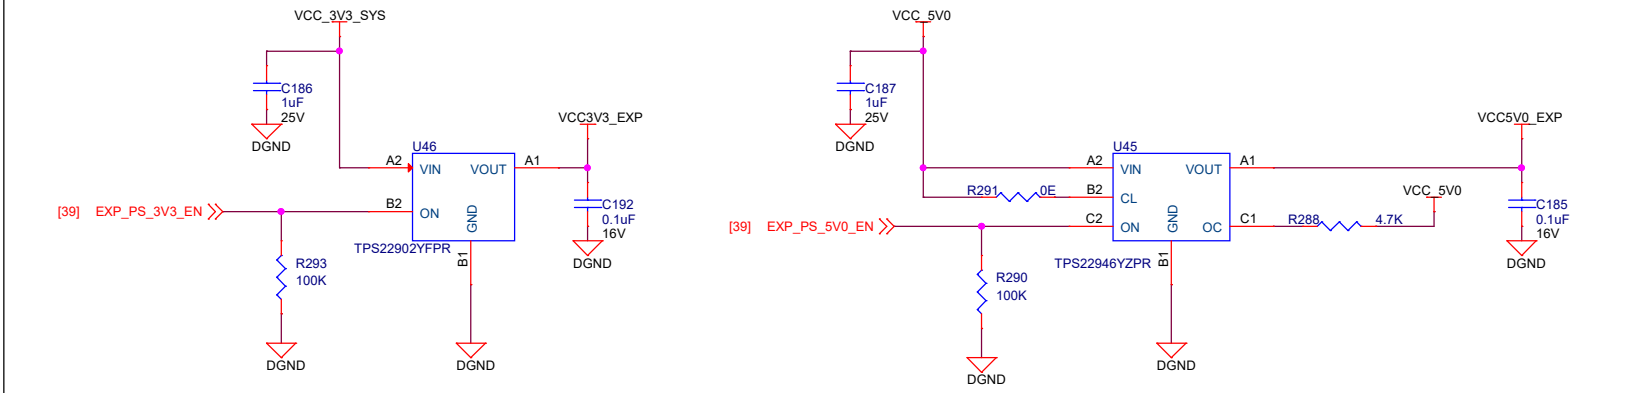 VCC_3V3_SYS
C186
1uF
25V
DGND
VCC3V3_EXP
U46
A2
VIN
VOUT
A1
[39] EXP_PS_3V3_EN
B2
ON
GND
C192
0.1uF
16V
DGND
TPS22902YFPR
B1
R293
100K
DGND
DGND
VCC_5V0
C187
1uF
25V
DGND
VCC5V0_EXP
U45
A2
VIN
VOUT
A1
R291
0E
B2
CL
VCC_5V0
[39] EXP_PS_5V0_EN
C2
ON
GND
OC
C1
R288
4.7K
C185
0.1uF
16V
DGND
TPS22946YZPR
B1
R290
100K
DGND
DGND